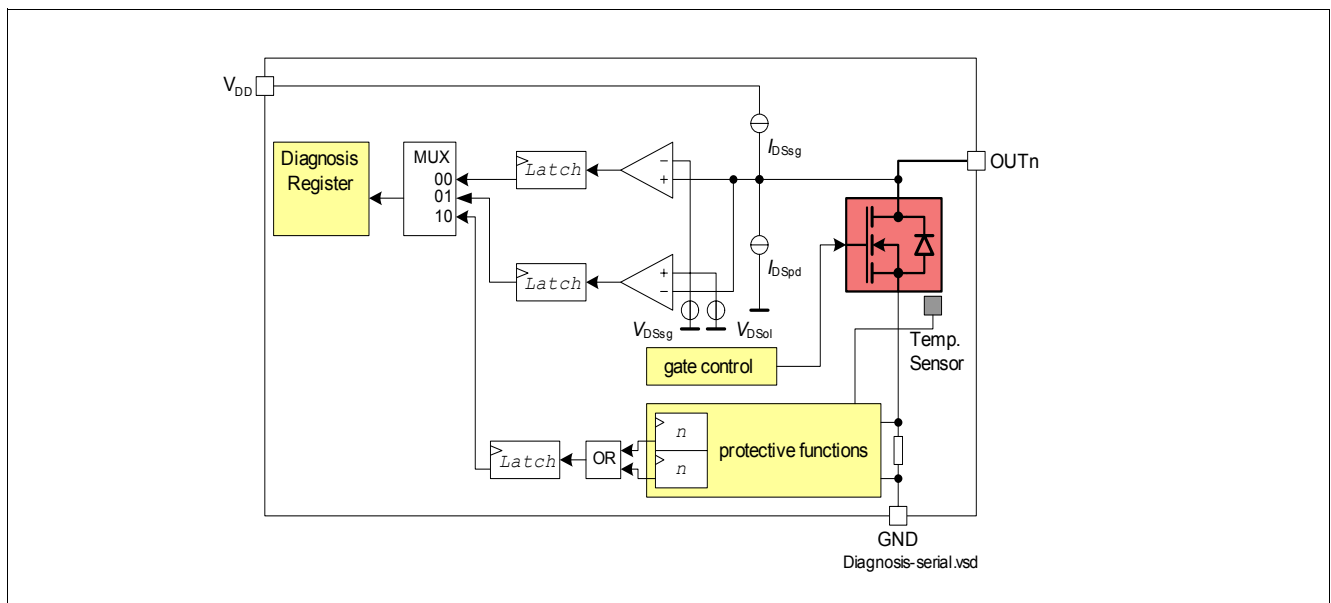 VDD
IDSsg
Diagnosis
Register
MUX
00
01
10
Latch
−
+
OUTn
Latch
+
−
IDSpd
VDSsg
VDSol
Temp.
Sensor
gate control
n
n
protective functions
Latch
OR
GND
Diagnosis-serial.vsd